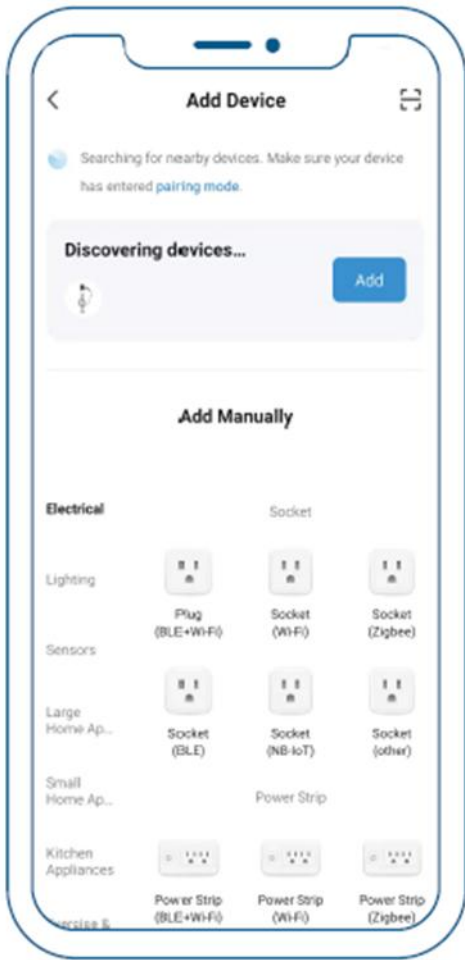 Add Device
Searching for nearby devices. Make sure your device
has entered pairing mode.
Discovering devices...
Add
Add Manually
Electrical
Socket
Lighting
Plug
(BLE+Wi-Fi)
Socket
(Wi-Fi)
Socket
(Zigbee)
Sensors
Large
Home Ap...
Socket
(BLE)
Socket
(NB-IoT)
Socket
(other)
Small
Home Ap...
Power Strip
Kitchen
Appliances
Power Strip
(BLE+Wi-Fi)
Power Strip
(Wi-Fi)
Power Strip
(Zigbee)
Exercise &